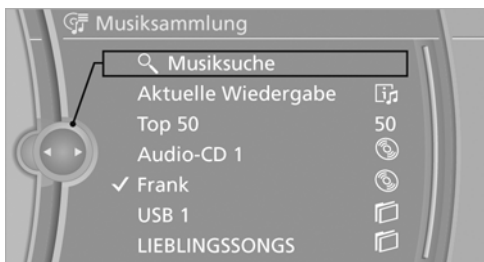 Musiksammlung
Musiksuche
Aktuelle Wiedergabe
Top 50 50
Audio-CD 1
Frank
USB 1
LIEBLINGSSONGS